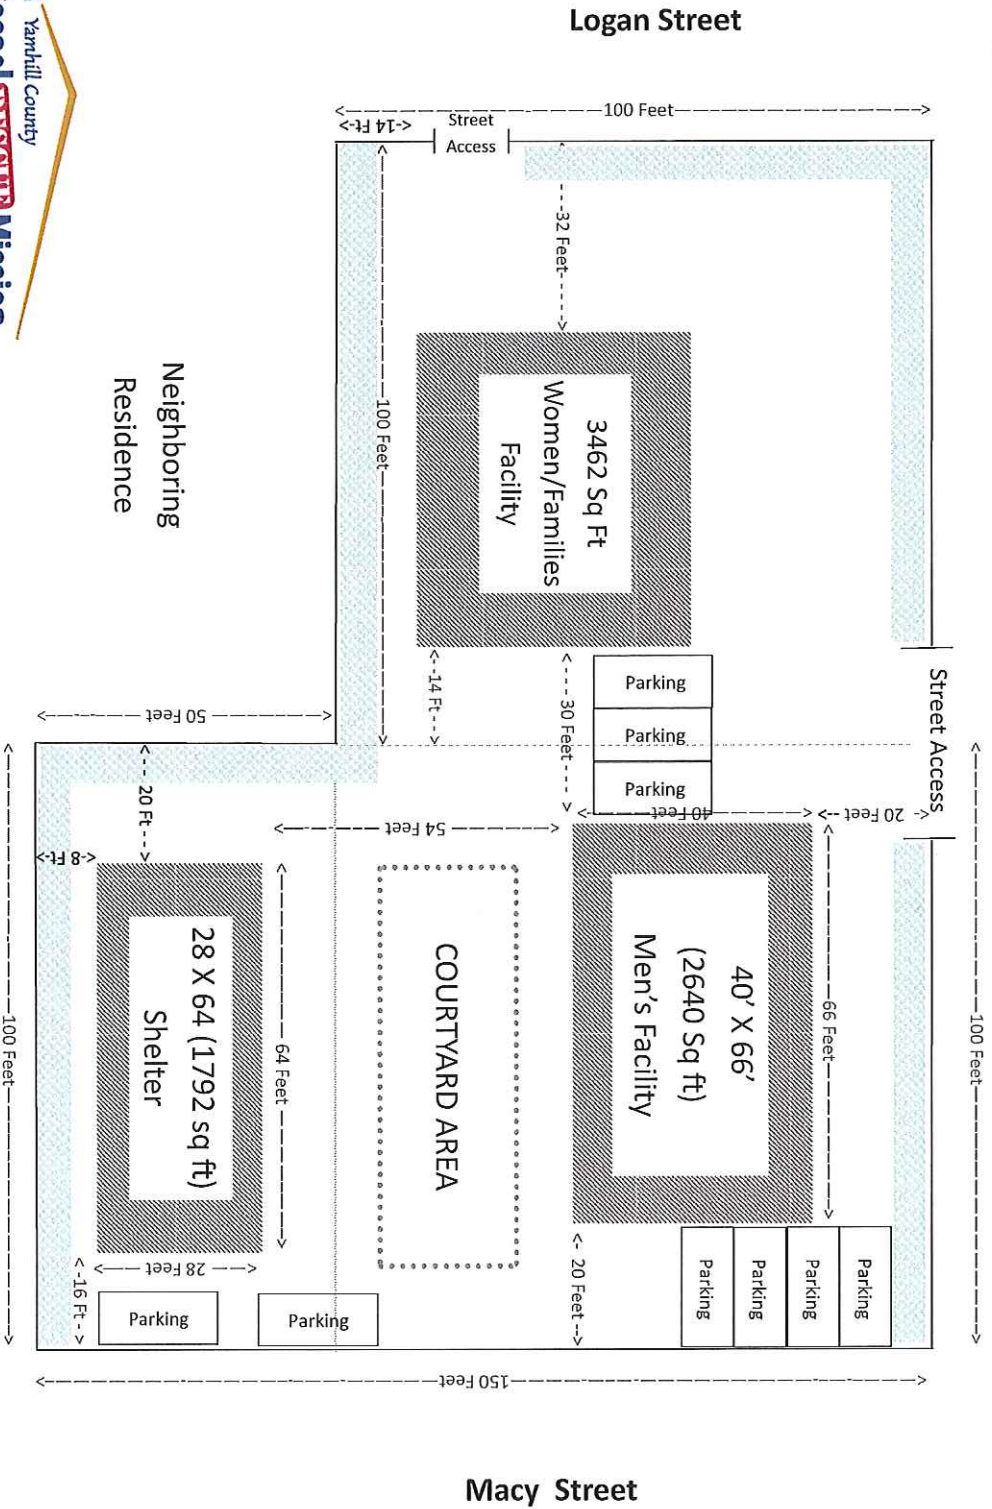 Logan Street
Yamhill County
Mission
100 Feet
14 Ft
Street
Access
32 Feet
100 Feet
3462 Sq Ft
Women/Families
Facility
Neighboring
Residence
Street Access
14 Ft
30 Feet
Parking
Parking
Parking
50 Feet
20 Ft
54 Feet
40 Feet
20 Feet
100 Feet
8 Ft
28 X 64 (1792 sq ft)
Shelter
64 Feet
COURTYARD AREA
40' X 66'
(2640 Sq ft)
Men's Facility
66 Feet
100 Feet
28 Feet
16 Ft
Parking
Parking
20 Feet
Parking
Parking
Parking
Parking
150 Feet
Macy Street